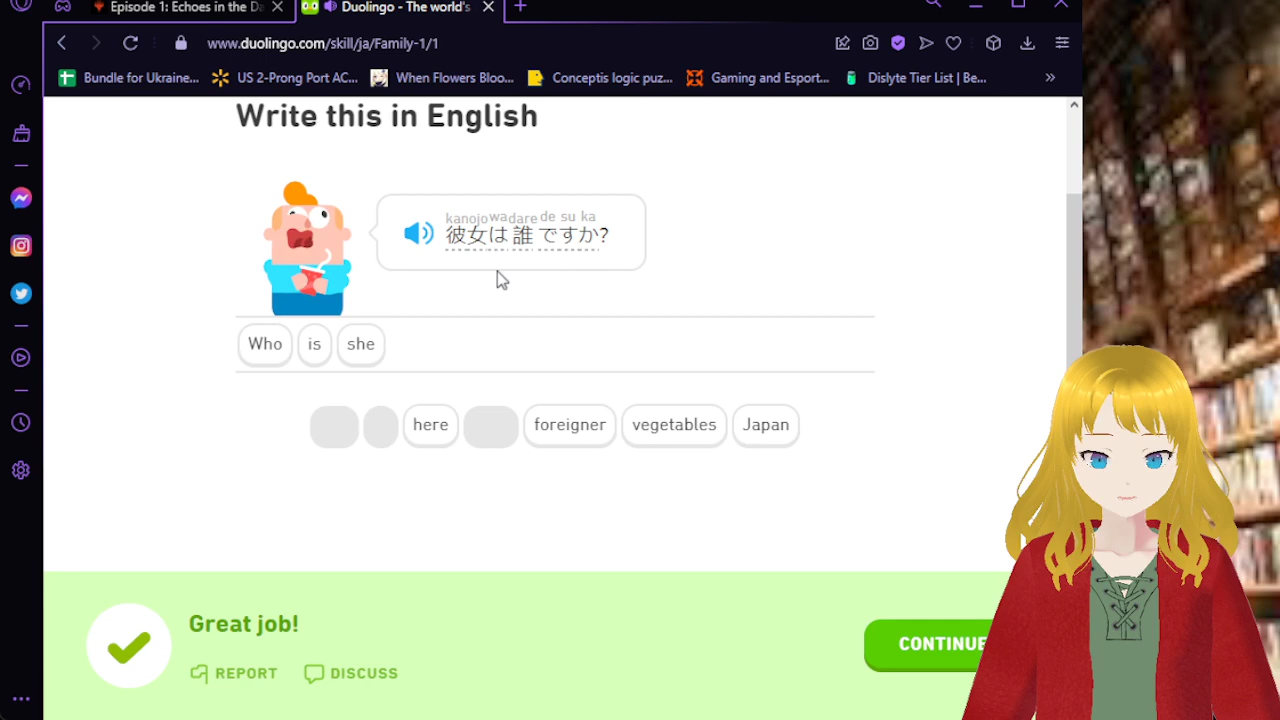 Episode 1: Echoes in the Da
Duolingo - The world's
www.duolingo.com/skill/ja/Family-1/1
Bundle for Ukraine...
US 2-Prong Port AC...
When Flowers Bloo...
Conceptis logic puz...
Gaming and Esport...
Dislyte Tier List | Be...
Write this in English
kanojo wa dare de su ka
彼女は誰ですか?
Who is she
here foreigner vegetables Japan
Great job!
REPORT DISCUSS
CONTINUE